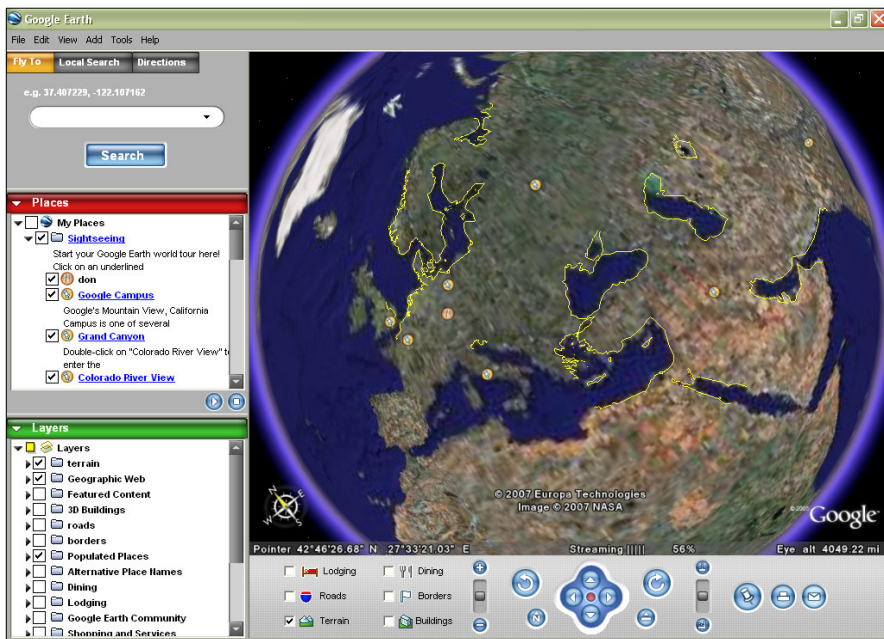 Google Earth
File Edit View Add Tools Help
Fly To Local Search Directions
e.g. 37.407229, -122.107162
Search
Places
My Places
Sightseeing
Start your Google Earth world tour here!
Click on an underlined
don
Google Campus
Google's Mountain View, California
Campus is one of several
Grand Canyon
Double-click on "Colorado River View" to
enter the
Colorado River View
Layers
Layers
terrain
Geographic Web
Featured Content
3D Buildings
roads
borders
Populated Places
Alternative Place Names
Dining
Lodging
Google Earth Community
Shopping and Services
N
E
S
W
© 2007 Europa Technologies
Image © 2007 NASA
Google
Pointer 42°46'26.68" N 27°33'21.03" E Streaming ||||| 56% Eye alt 4049.22 mi
Lodging Dining
Roads Borders
Terrain Buildings
N